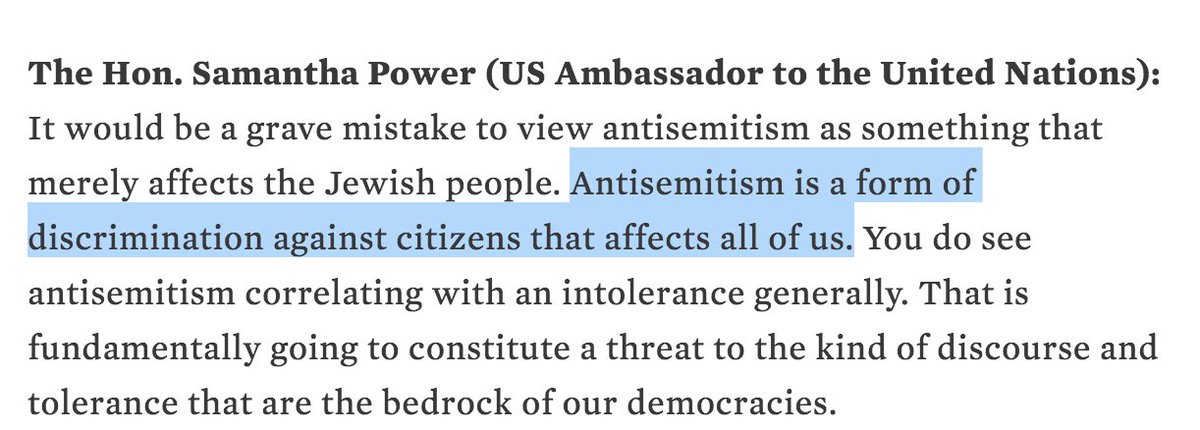 The Hon. Samantha Power (US Ambassador to the United Nations):
It would be a grave mistake to view antisemitism as something that
merely affects the Jewish people. Antisemitism is a form of
discrimination against citizens that affects all of us. You do see
antisemitism correlating with an intolerance generally. That is
fundamentally going to constitute a threat to the kind of discourse and
tolerance that are the bedrock of our democracies.